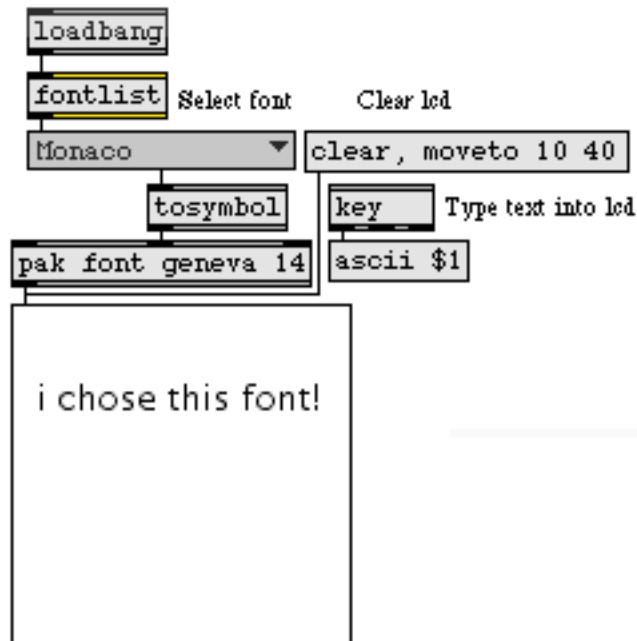 loadbang
fontlist
Select font
Clear lcd
Monaco
clear, moveto 10 40
tosymbol
key
Type text into lcd
pak font geneva 14
ascii $1
i chose this font!